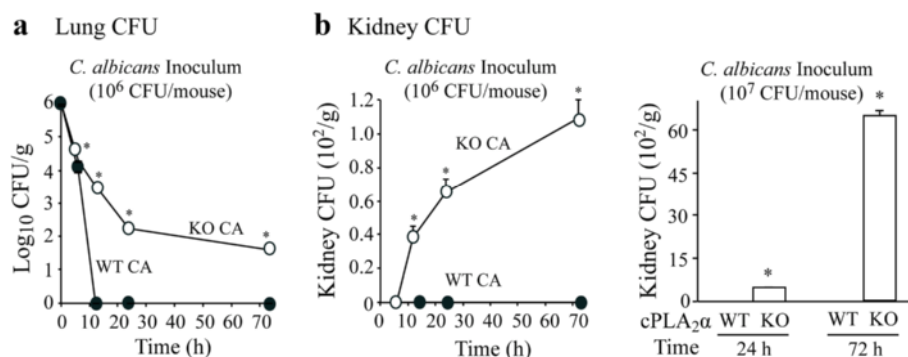 a Lung CFU
C. albicans Inoculum
(10⁶ CFU/mouse)
Log₁₀ CFU/g
6
5
4
3
2
1
0
*
*
*
*
KO CA
WT CA
0 10 20 30 40 50 60 70
Time (h)
b Kidney CFU
C. albicans Inoculum
(10⁶ CFU/mouse)
Kidney CFU (10²/g)
1.2
1.0
0.8
0.6
0.4
0.2
0
*
*
*
KO CA
WT CA
0 10 20 30 40 50 60 70
Time (h)
C. albicans Inoculum
(10⁷ CFU/mouse)
Kidney CFU (10²/g)
60
45
30
15
0
*
*
cPLA₂α WT KO WT KO
Time 24 h 72 h